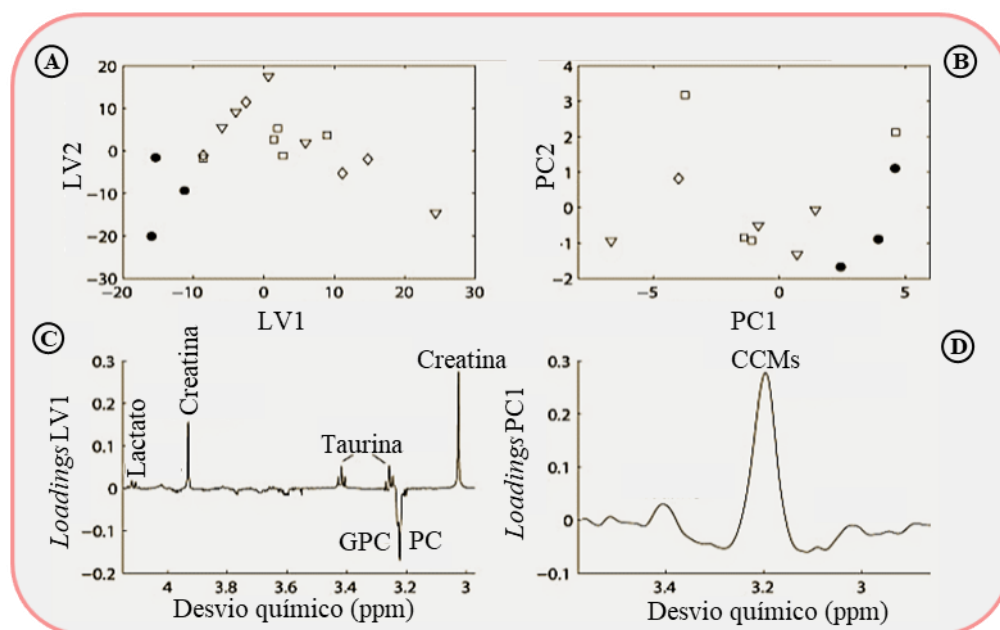 A
B
20
10
0
−10
−20
−30
LV2
−20
−10
0
10
20
30
LV1
4
3
2
1
0
-1
−2
PC2
−5
0
5
PC1
C
D
0.3
0.2
0.1
0
−0.1
−0.2
Loadings LV1
Lactato
Creatina
Taurina
Creatina
GPC
PC
4
3.8
3.6
3.4
3.2
3
Desvio químico (ppm)
0.3
0.2
0.1
0
−0.1
Loadings PC1
CCMs
3.4
3.2
3
Desvio químico (ppm)